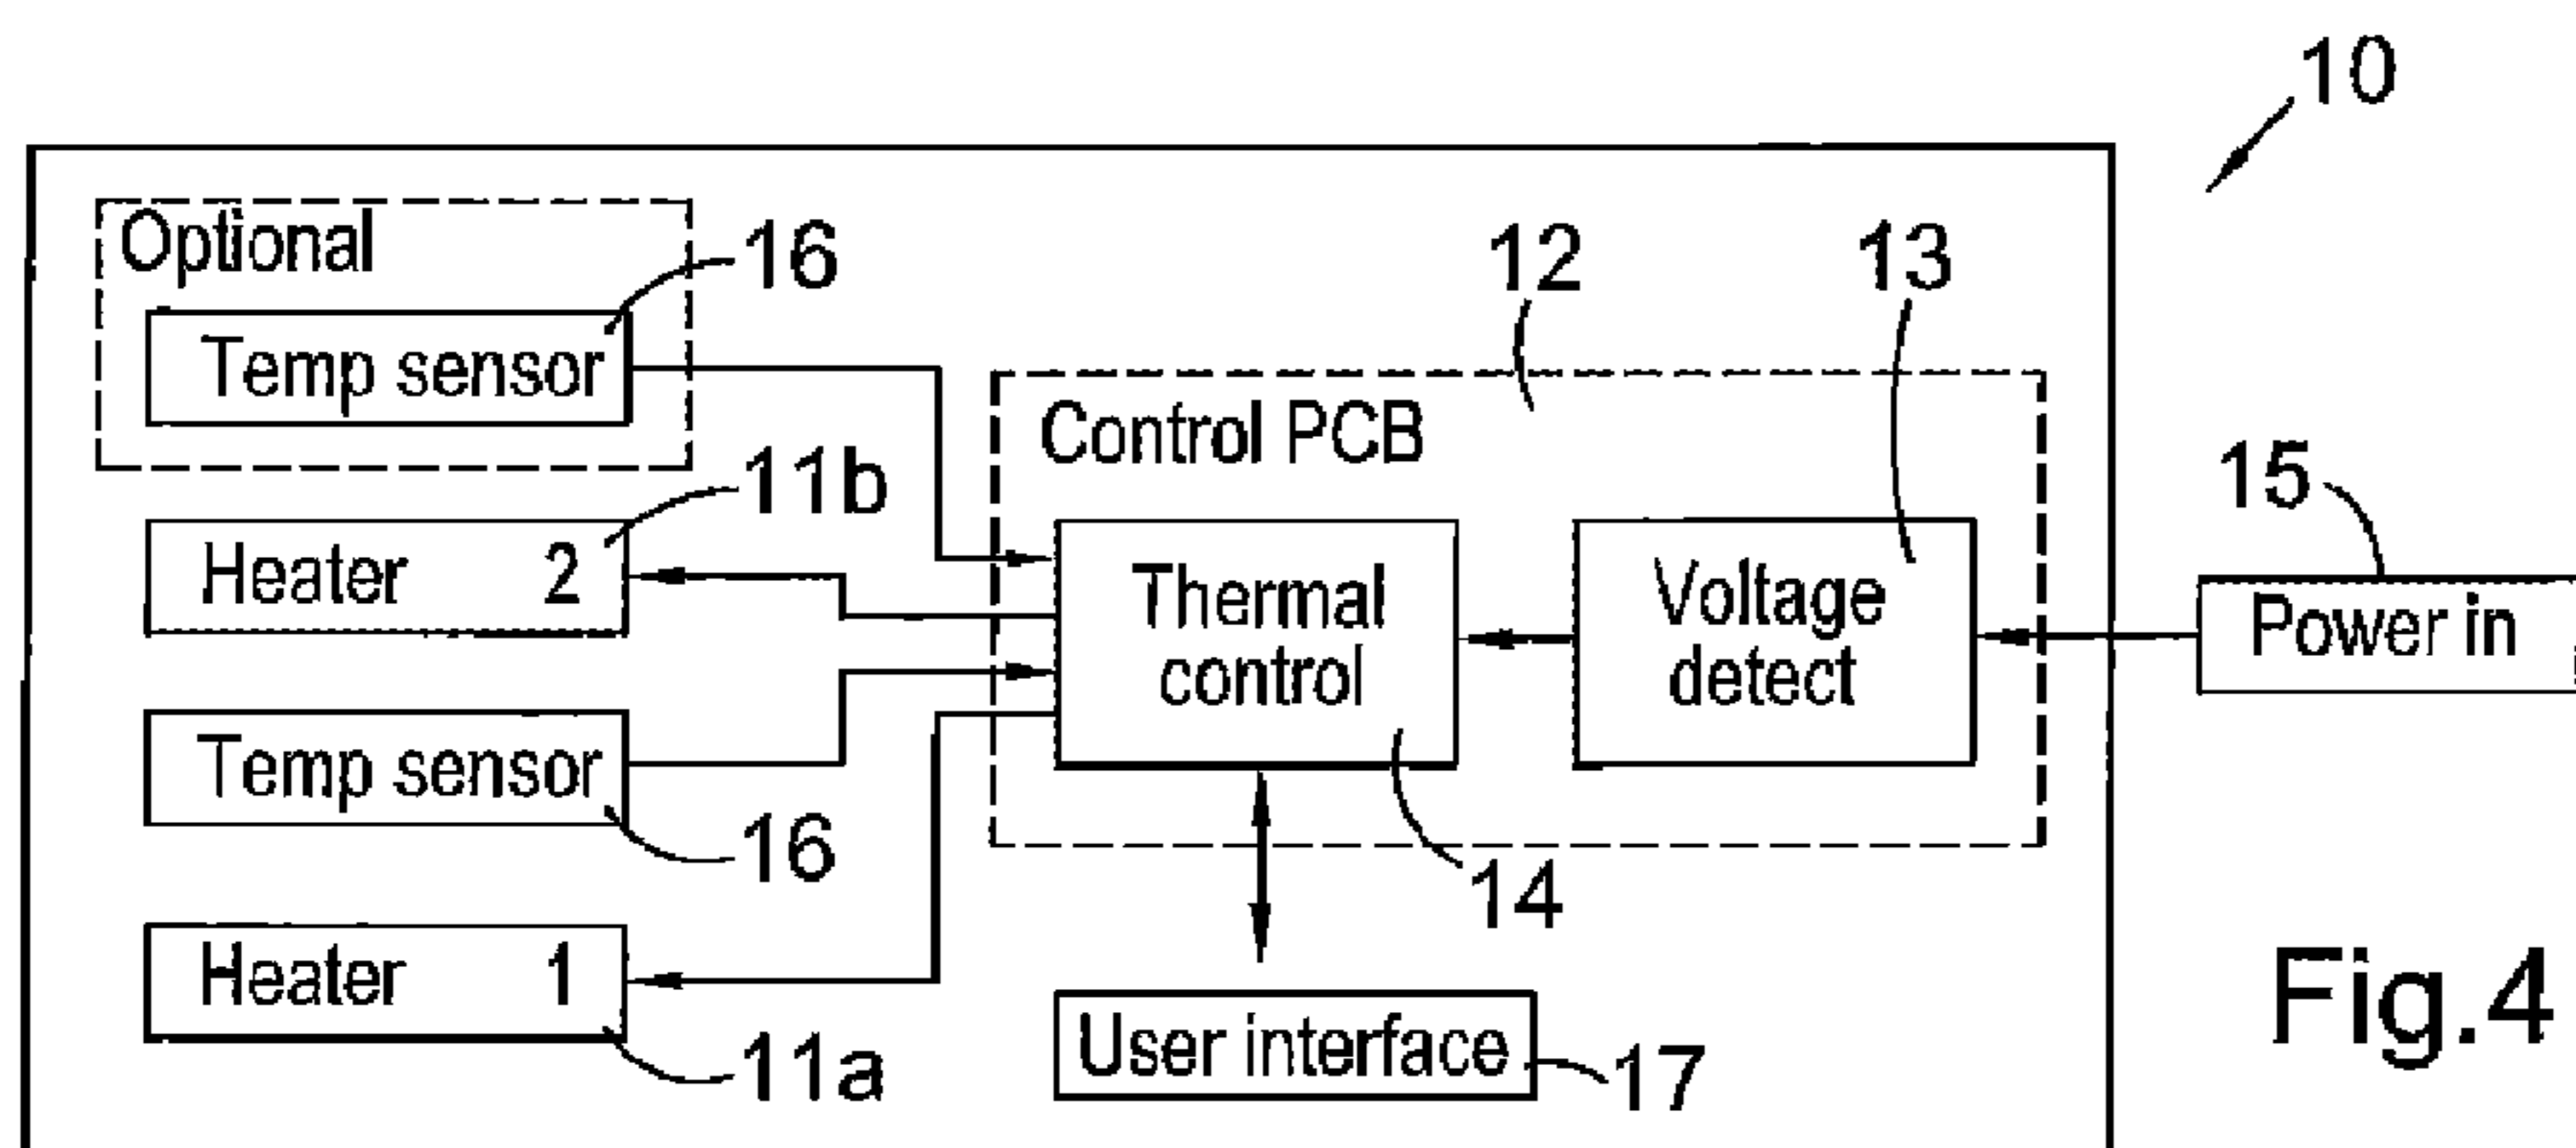 10
Optional
16
12
13
Temp sensor
Control PCB
11b
15
Heater 2
Thermal
control
Voltage
detect
Power in
Temp sensor
16
14
Heater 1
User interface
11a
17
Fig.4